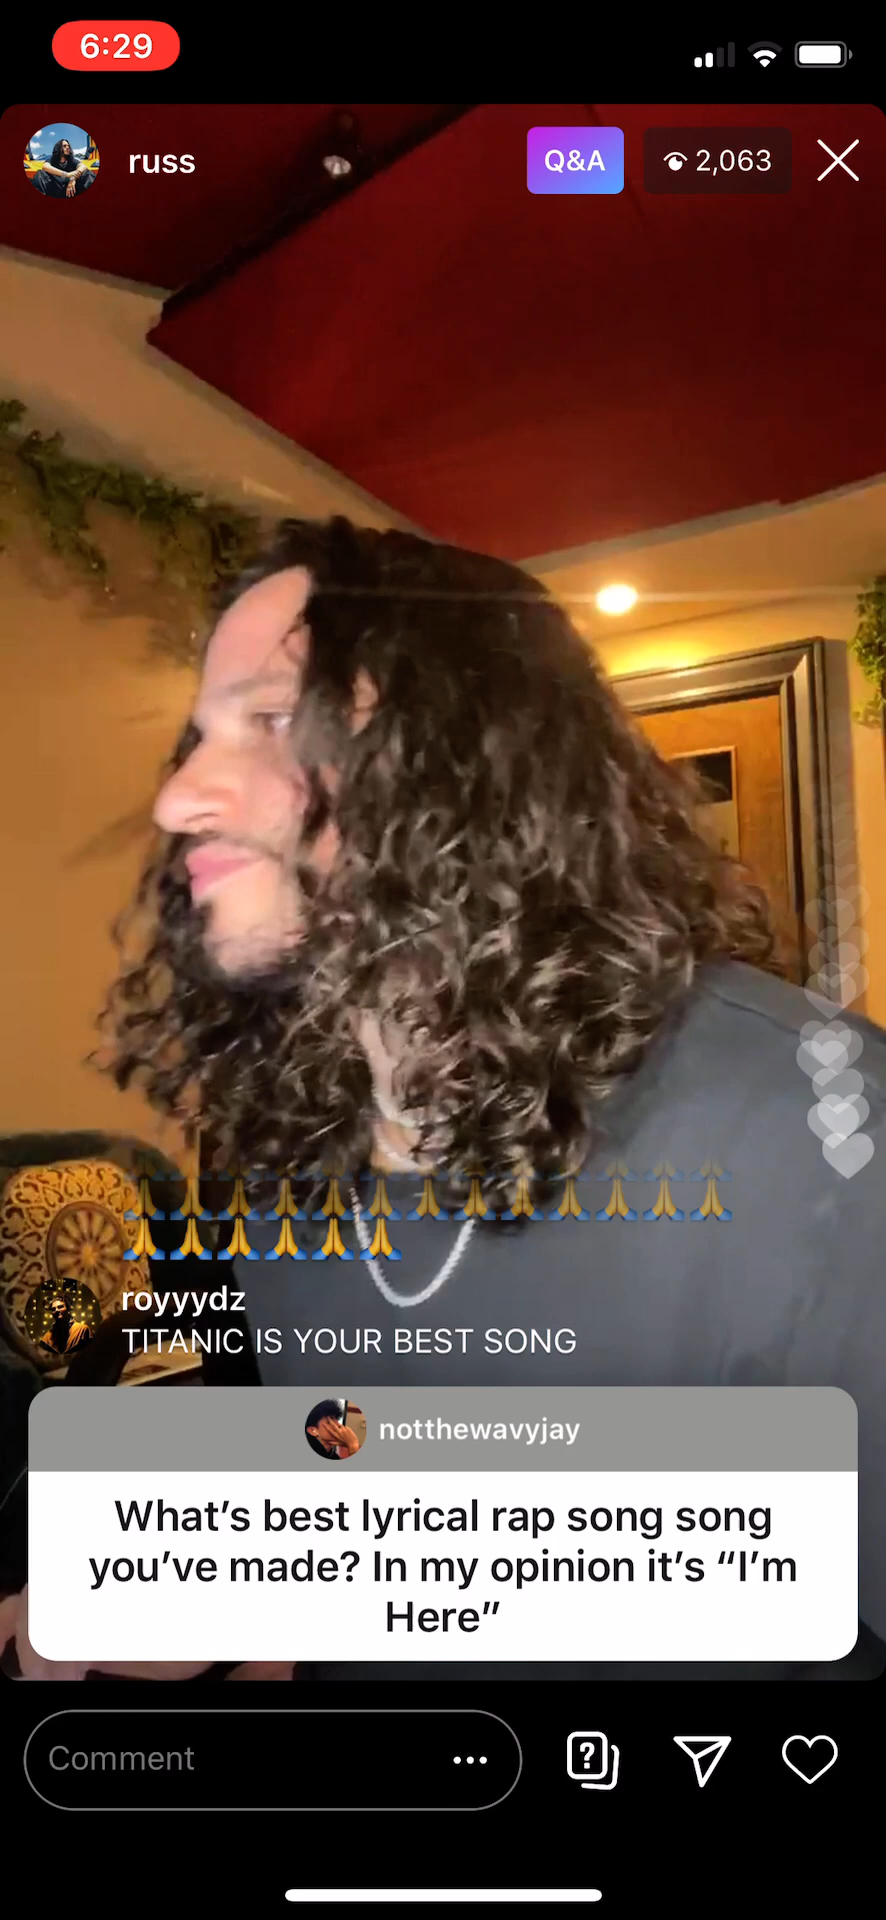 6:29
russ
Q&A
2,063
🙏🙏🙏🙏🙏🙏🙏🙏🙏🙏🙏🙏🙏
🙏🙏🙏🙏🙏🙏
royyydz
TITANIC IS YOUR BEST SONG
notthewavyjay
What’s best lyrical rap song song
you’ve made? In my opinion it’s “I’m
Here”
Comment